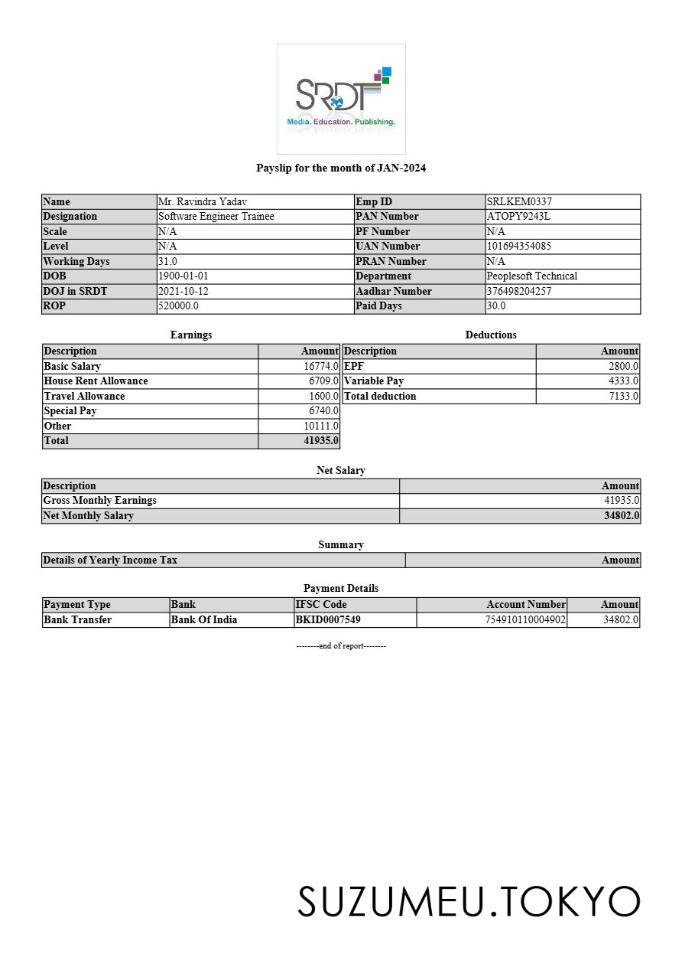 SRDT
Media. Education. Publishing.
Payslip for the month of JAN-2024
Name Mr. Ravindra Yadav Emp ID SRLKEM0337
Designation Software Engineer Trainee PAN Number ATOPY9243L
Scale N/A PF Number N/A
Level N/A UAN Number 101694354085
Working Days 31.0 PRAN Number N/A
DOB 1900-01-01 Department Peoplesoft Technical
DOJ in SRDT 2021-10-12 Aadhar Number 376498204257
ROP 520000.0 Paid Days 30.0
Earnings Deductions
Description Amount Description Amount
Basic Salary 16774.0 EPF 2800.0
House Rent Allowance 6709.0 Variable Pay 4333.0
Travel Allowance 1600.0 Total deduction 7133.0
Special Pay 6740.0
Other 10111.0
Total 41935.0
Net Salary
Description Amount
Gross Monthly Earnings 41935.0
Net Monthly Salary 34802.0
Summary
Details of Yearly Income Tax Amount
Payment Details
Payment Type Bank IFSC Code Account Number Amount
Bank Transfer Bank Of India BKID0007549 754910110004902 34802.0
--------end of report--------
SUZUMEU.TOKYO